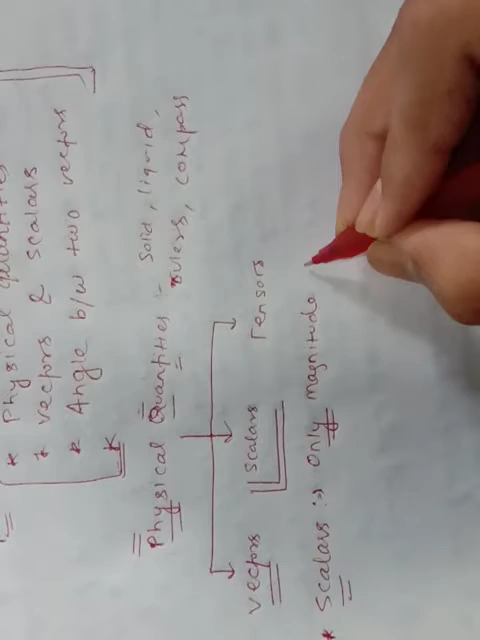 * Physical quantities
* vectors & scalars
* Angle b/w two vectors
*
Physical Quantities :- Solid, liquid,
rulers, compass
vectors scalars Tensors
* Scalars :→ Only magnitude